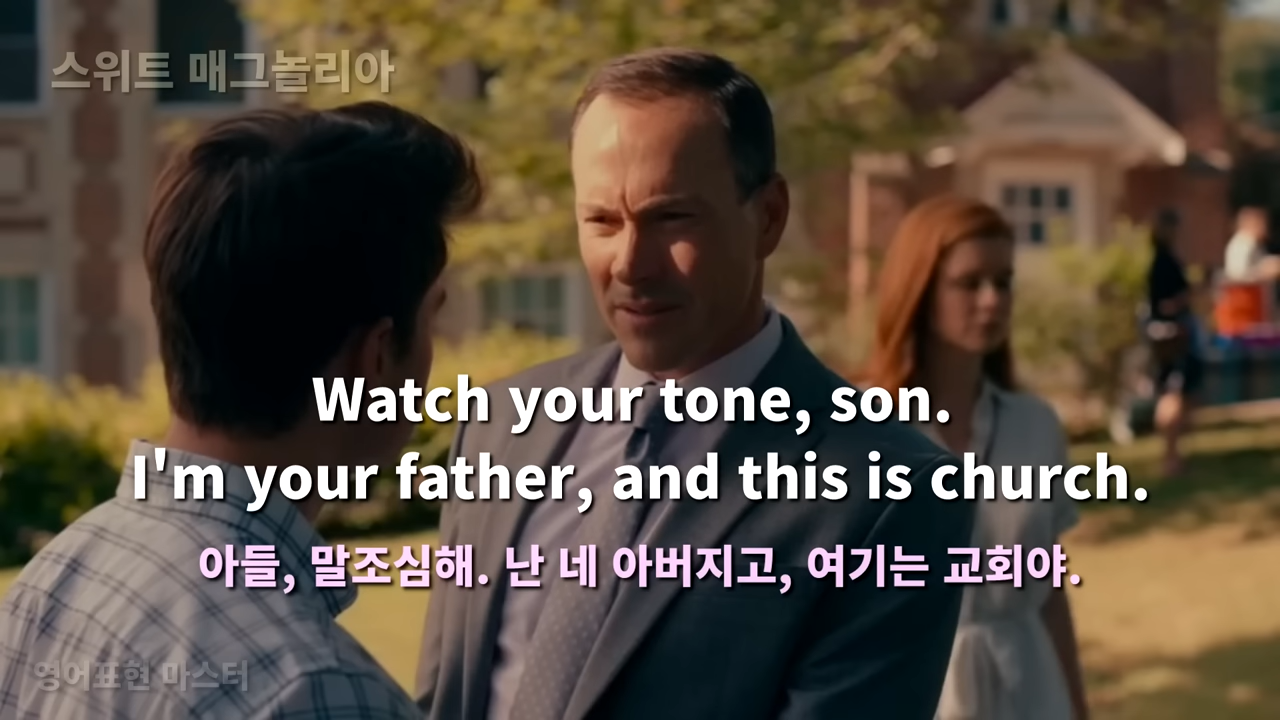 스위트 매그놀리아
Watch your tone, son.
I'm your father, and this is church.
아들, 말조심해. 난 네 아버지고, 여기는 교회야.
영어표현 마스터